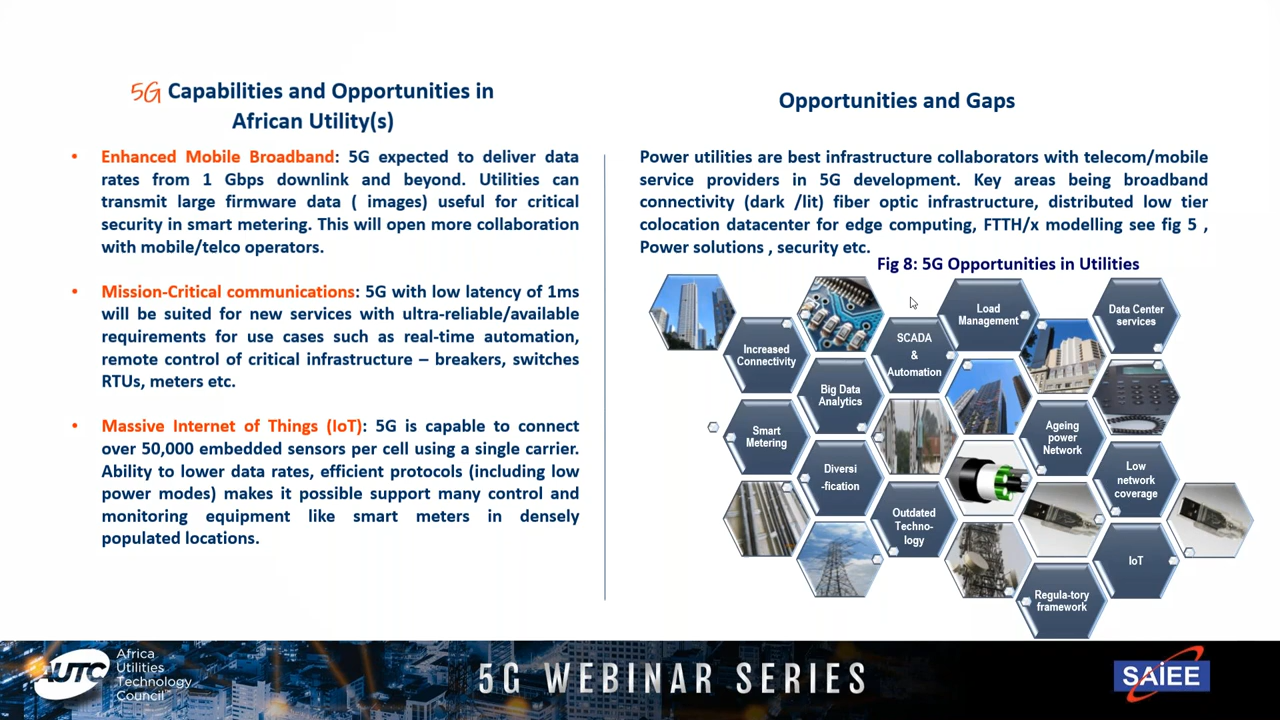 5G Capabilities and Opportunities in
African Utility(s)
• Enhanced Mobile Broadband: 5G expected to deliver data
rates from 1 Gbps downlink and beyond. Utilities can
transmit large firmware data ( images) useful for critical
security in smart metering. This will open more collaboration
with mobile/telco operators.
• Mission-Critical communications: 5G with low latency of 1ms
will be suited for new services with ultra-reliable/available
requirements for use cases such as real-time automation,
remote control of critical infrastructure – breakers, switches
RTUs, meters etc.
• Massive Internet of Things (IoT): 5G is capable to connect
over 50,000 embedded sensors per cell using a single carrier.
Ability to lower data rates, efficient protocols (including low
power modes) makes it possible support many control and
monitoring equipment like smart meters in densely
populated locations.
Opportunities and Gaps
Power utilities are best infrastructure collaborators with telecom/mobile
service providers in 5G development. Key areas being broadband
connectivity (dark /lit) fiber optic infrastructure, distributed low tier
colocation datacenter for edge computing, FTTH/x modelling see fig 5 ,
Power solutions , security etc.
Fig 8: 5G Opportunities in Utilities
Increased
Connectivity
SCADA
&
Automation
Load
Management
Data Center
services
Big Data
Analytics
Smart
Metering
Ageing
power
Network
Diversi
-fication
Low
network
coverage
Outdated
Techno-
logy
IoT
Regula-tory
framework
AUTC
Africa
Utilities
Technology
Council
5G WEBINAR SERIES
SAIEE